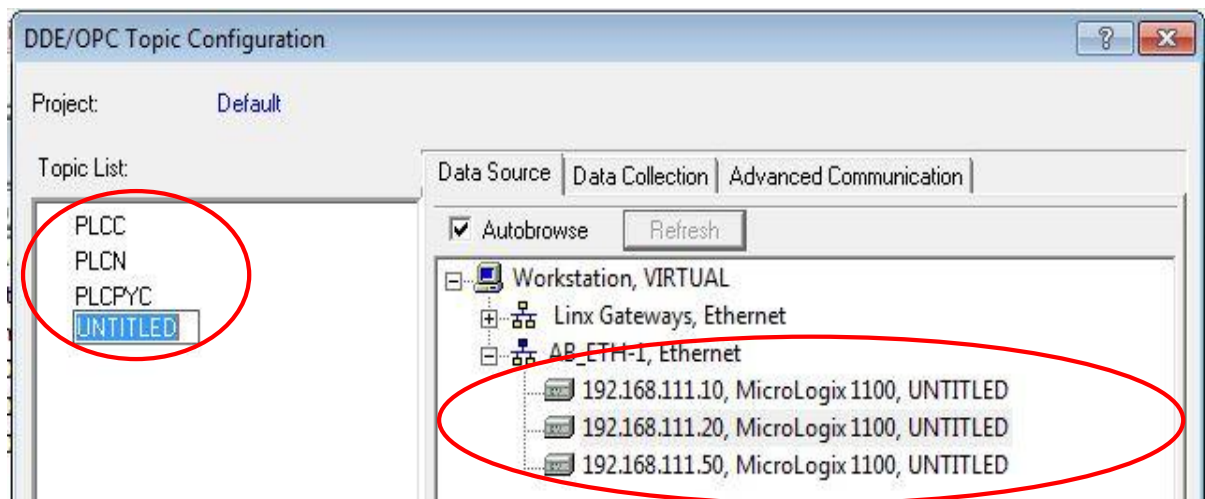 DDE/OPC Topic Configuration
Project: Default
Topic List:
Data Source Data Collection Advanced Communication
PLCC
PLCN
PLCPYC
UNTITLED
Autobrowse Refresh
Workstation, VIRTUAL
Linx Gateways, Ethernet
AB_ETH-1, Ethernet
192.168.111.10, MicroLogix 1100, UNTITLED
192.168.111.20, MicroLogix 1100, UNTITLED
192.168.111.50, MicroLogix 1100, UNTITLED